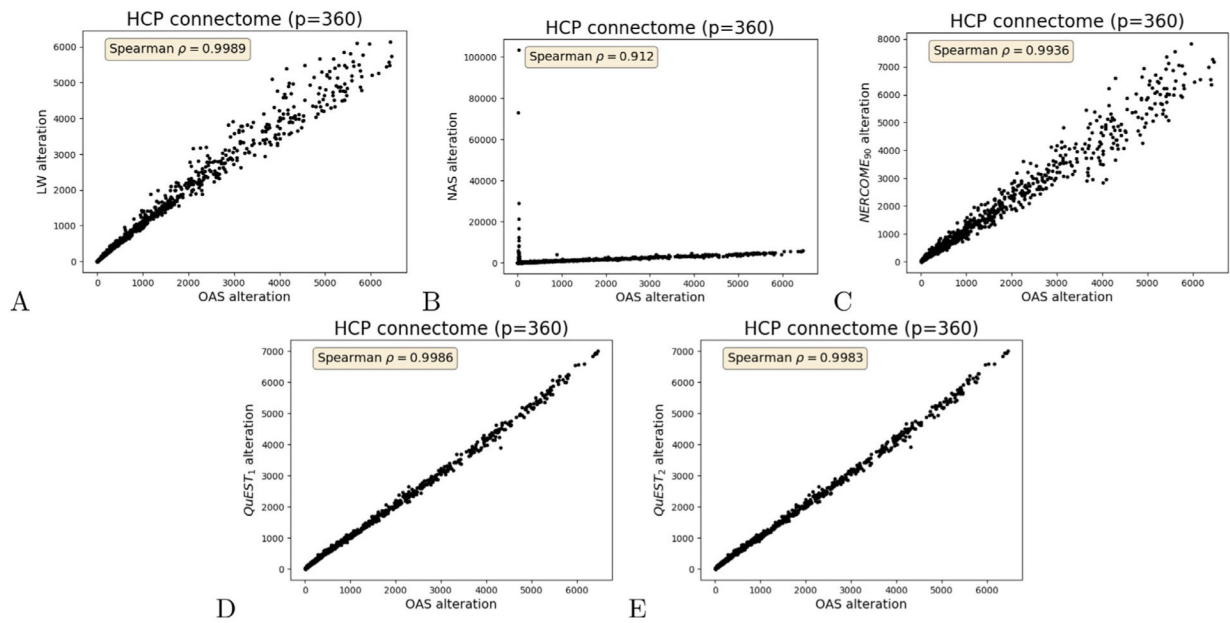 HCP connectome (p=360)
Spearman ρ = 0.9989
6000
5000
4000
3000
2000
1000
0
LW alteration
0 1000 2000 3000 4000 5000 6000
OAS alteration
A
HCP connectome (p=360)
Spearman ρ = 0.912
100000
80000
60000
40000
20000
0
NAS alteration
0 1000 2000 3000 4000 5000 6000
OAS alteration
B
HCP connectome (p=360)
Spearman ρ = 0.9936
8000
7000
6000
5000
4000
3000
2000
1000
0
NERCOME₉₀ alteration
0 1000 2000 3000 4000 5000 6000
OAS alteration
C
HCP connectome (p=360)
Spearman ρ = 0.9986
7000
6000
5000
4000
3000
2000
1000
0
QuEST₁ alteration
0 1000 2000 3000 4000 5000 6000
OAS alteration
D
HCP connectome (p=360)
Spearman ρ = 0.9983
7000
6000
5000
4000
3000
2000
1000
0
QuEST₂ alteration
0 1000 2000 3000 4000 5000 6000
OAS alteration
E